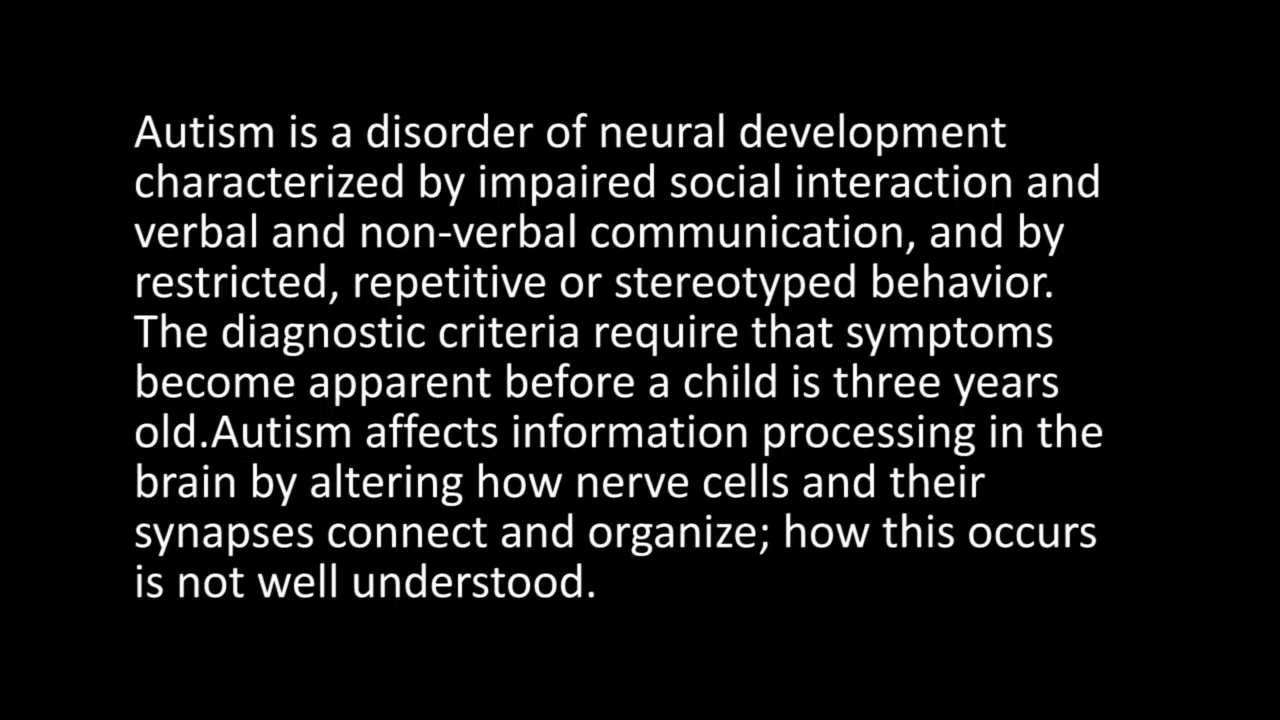 Autism is a disorder of neural development
characterized by impaired social interaction and
verbal and non-verbal communication, and by
restricted, repetitive or stereotyped behavior.
The diagnostic criteria require that symptoms
become apparent before a child is three years
old.Autism affects information processing in the
brain by altering how nerve cells and their
synapses connect and organize; how this occurs
is not well understood.